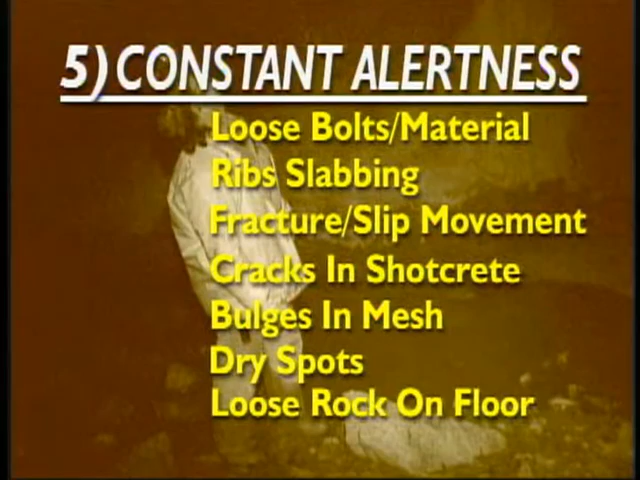 5) CONSTANT ALERTNESS
Loose Bolts/Material
Ribs Slabbing
Fracture/Slip Movement
Cracks In Shotcrete
Bulges In Mesh
Dry Spots
Loose Rock On Floor